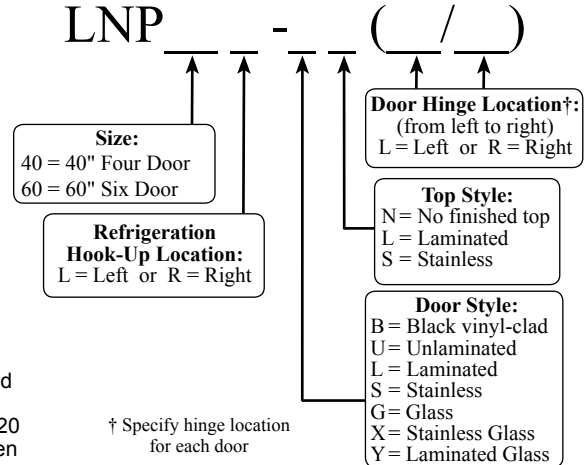 LNP__ _ - _ _ (__/__)
Size:
40 = 40" Four Door
60 = 60" Six Door
Refrigeration
Hook-Up Location:
L = Left or R = Right
Door Hinge Location†:
(from left to right)
L = Left or R = Right
Top Style:
N = No finished top
L = Laminated
S = Stainless
Door Style:
B = Black vinyl-clad
U = Unlaminated
L = Laminated
S = Stainless
G = Glass
X = Stainless Glass
Y = Laminated Glass
† Specify hinge location
for each door
d
20
en